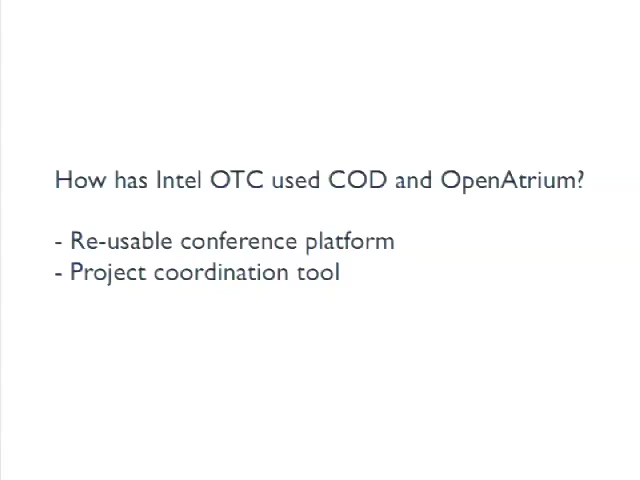 How has Intel OTC used COD and OpenAtrium?
- Re-usable conference platform
- Project coordination tool